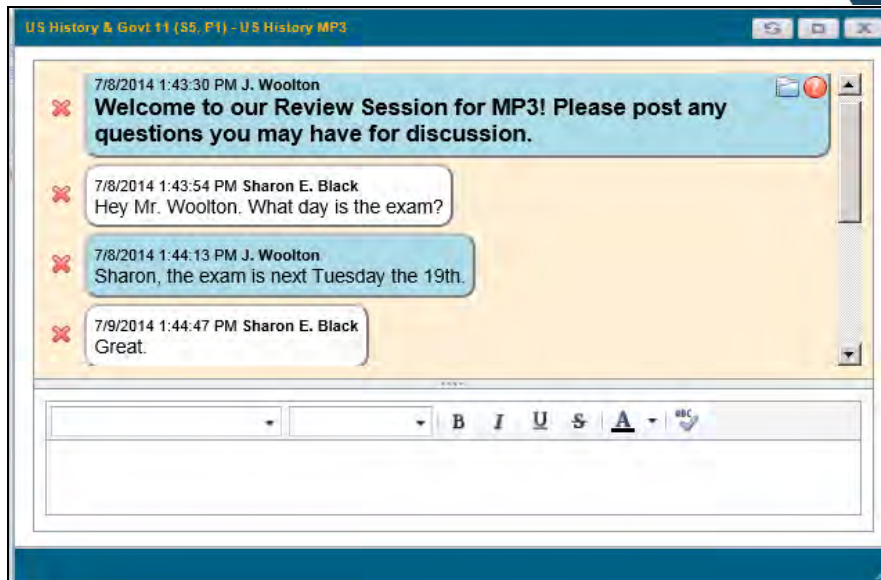 US History & Govt 11 (S5, P1) - US History MP3
7/8/2014 1:43:30 PM J. Woolton
Welcome to our Review Session for MP3! Please post any
questions you may have for discussion.
7/8/2014 1:43:54 PM Sharon E. Black
Hey Mr. Woolton. What day is the exam?
7/8/2014 1:44:13 PM J. Woolton
Sharon, the exam is next Tuesday the 19th.
7/9/2014 1:44:47 PM Sharon E. Black
Great.
B I U S A ABC